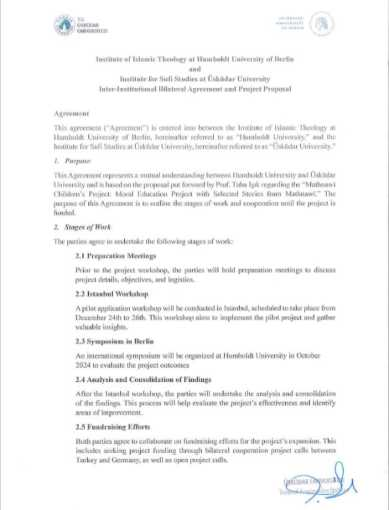 T.C.
ÜSKÜDAR
ÜNİVERSİTESİ
Institute of Islamic Theology at Humboldt University of Berlin
and
Institute for Sufi Studies at Üsküdar University
Inter-Institutional Bilateral Agreement and Project Proposal
Agreement
This agreement ("Agreement") is entered into between the Institute of Islamic Theology at
Humboldt University of Berlin, hereinafter referred to as "Humboldt University," and the
Institute for Sufi Studies at Üsküdar University, hereinafter referred to as "Üsküdar University."
1. Purpose
This Agreement represents a mutual understanding between Humboldt University and Üsküdar
University and is based on the proposal put forward by Prof. Tuba Işık regarding the "Mathnawi
Children's Project: Moral Education Project with Selected Stories from Mathnawi." The
purpose of this Agreement is to outline the stages of work and cooperation until the project is
funded.
2. Stages of Work
The parties agree to undertake the following stages of work:
2.1 Preparation Meetings
Prior to the project workshop, the parties will hold preparation meetings to discuss
project details, objectives, and logistics.
2.2 Istanbul Workshop
A pilot application workshop will be conducted in Istanbul, scheduled to take place from
December 24th to 26th. This workshop aims to implement the pilot project and gather
valuable insights.
2.3 Symposium in Berlin
An international symposium will be organized at Humboldt University in October
2024 to evaluate the project outcomes
2.4 Analysis and Consolidation of Findings
After the Istanbul workshop, the parties will undertake the analysis and consolidation
of the findings. This process will help evaluate the project's effectiveness and identify
areas of improvement.
2.5 Fundraising Efforts
Both parties agree to collaborate on fundraising efforts for the project's expansion. This
includes seeking project funding through bilateral cooperation project calls between
Turkey and Germany, as well as open project calls.
ÜSKÜDAR ÜNİVERSİTESİ